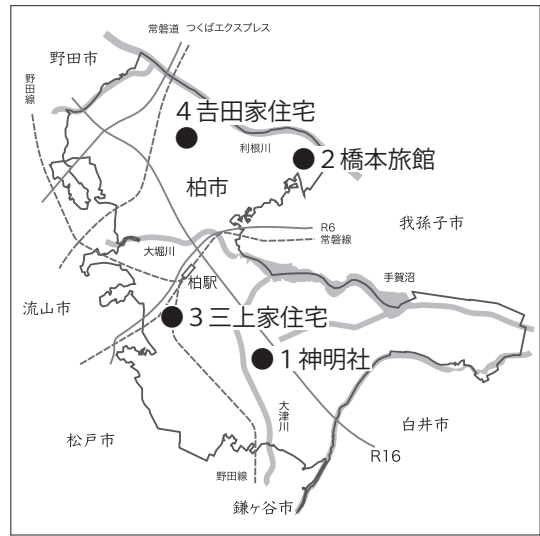 常磐道 つくばエクスプレス
野田市
野田線
4 𠮷田家住宅
利根川
2 橋本旅館
柏市
我孫子市
R6
常磐線
大堀川
手賀沼
柏駅
流山市
3 三上家住宅
1 神明社
大津川
白井市
松戸市
R16
野田線
鎌ヶ谷市